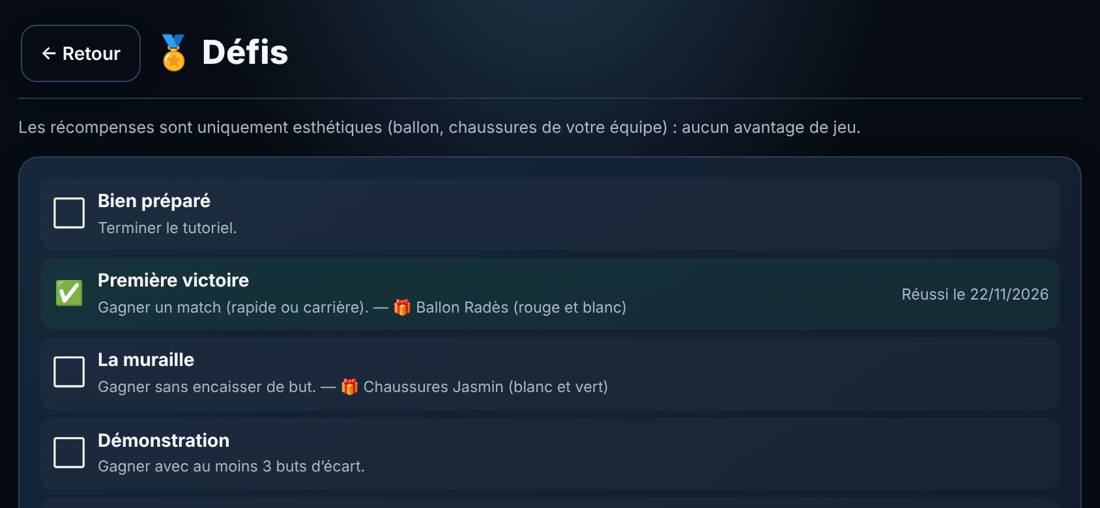 ← Retour
🏅 Défis
Les récompenses sont uniquement esthétiques (ballon, chaussures de votre équipe) : aucun avantage de jeu.
Bien préparé
Terminer le tutoriel.
Première victoire
Gagner un match (rapide ou carrière). — 🎁 Ballon Radès (rouge et blanc)
Réussi le 22/11/2026
La muraille
Gagner sans encaisser de but. — 🎁 Chaussures Jasmin (blanc et vert)
Démonstration
Gagner avec au moins 3 buts d’écart.